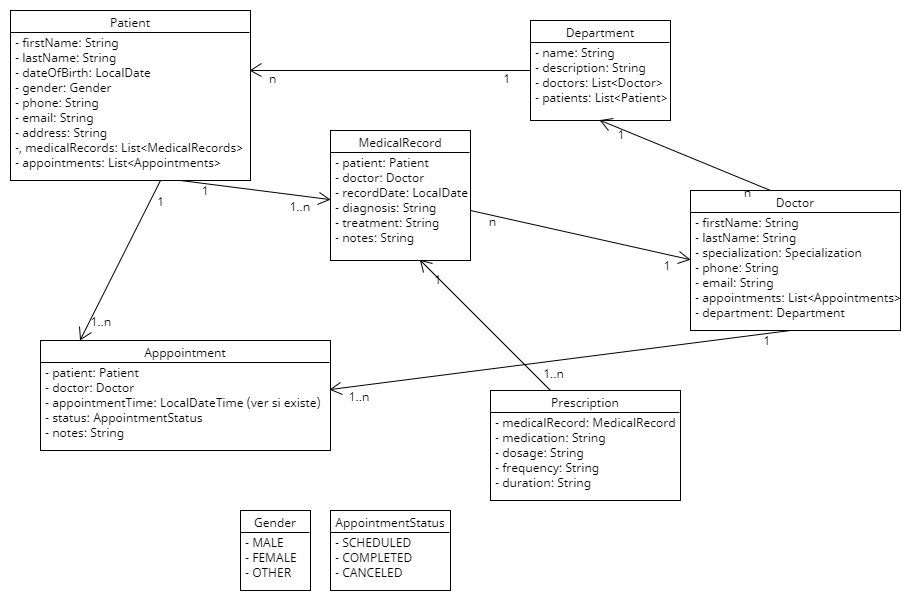 Patient
- firstName: String
- lastName: String
- dateOfBirth: LocalDate
- gender: Gender
- phone: String
- email: String
- address: String
-, medicalRecords: List<MedicalRecords>
- appointments: List<Appointments>
Department
- name: String
- description: String
- doctors: List<Doctor>
- patients: List<Patient>
n
1
1
n
MedicalRecord
- patient: Patient
- doctor: Doctor
- recordDate: LocalDate
- diagnosis: String
- treatment: String
- notes: String
1
1..n
1
1..n
n
1
Doctor
- firstName: String
- lastName: String
- specialization: Specialization
- phone: String
- email: String
- appointments: List<Appointments>
- department: Department
1
1..n
1
1..n
Apppointment
- patient: Patient
- doctor: Doctor
- appointmentTime: LocalDateTime (ver si existe)
- status: AppointmentStatus
- notes: String
Prescription
- medicalRecord: MedicalRecord
- medication: String
- dosage: String
- frequency: String
- duration: String
Gender
- MALE
- FEMALE
- OTHER
AppointmentStatus
- SCHEDULED
- COMPLETED
- CANCELED